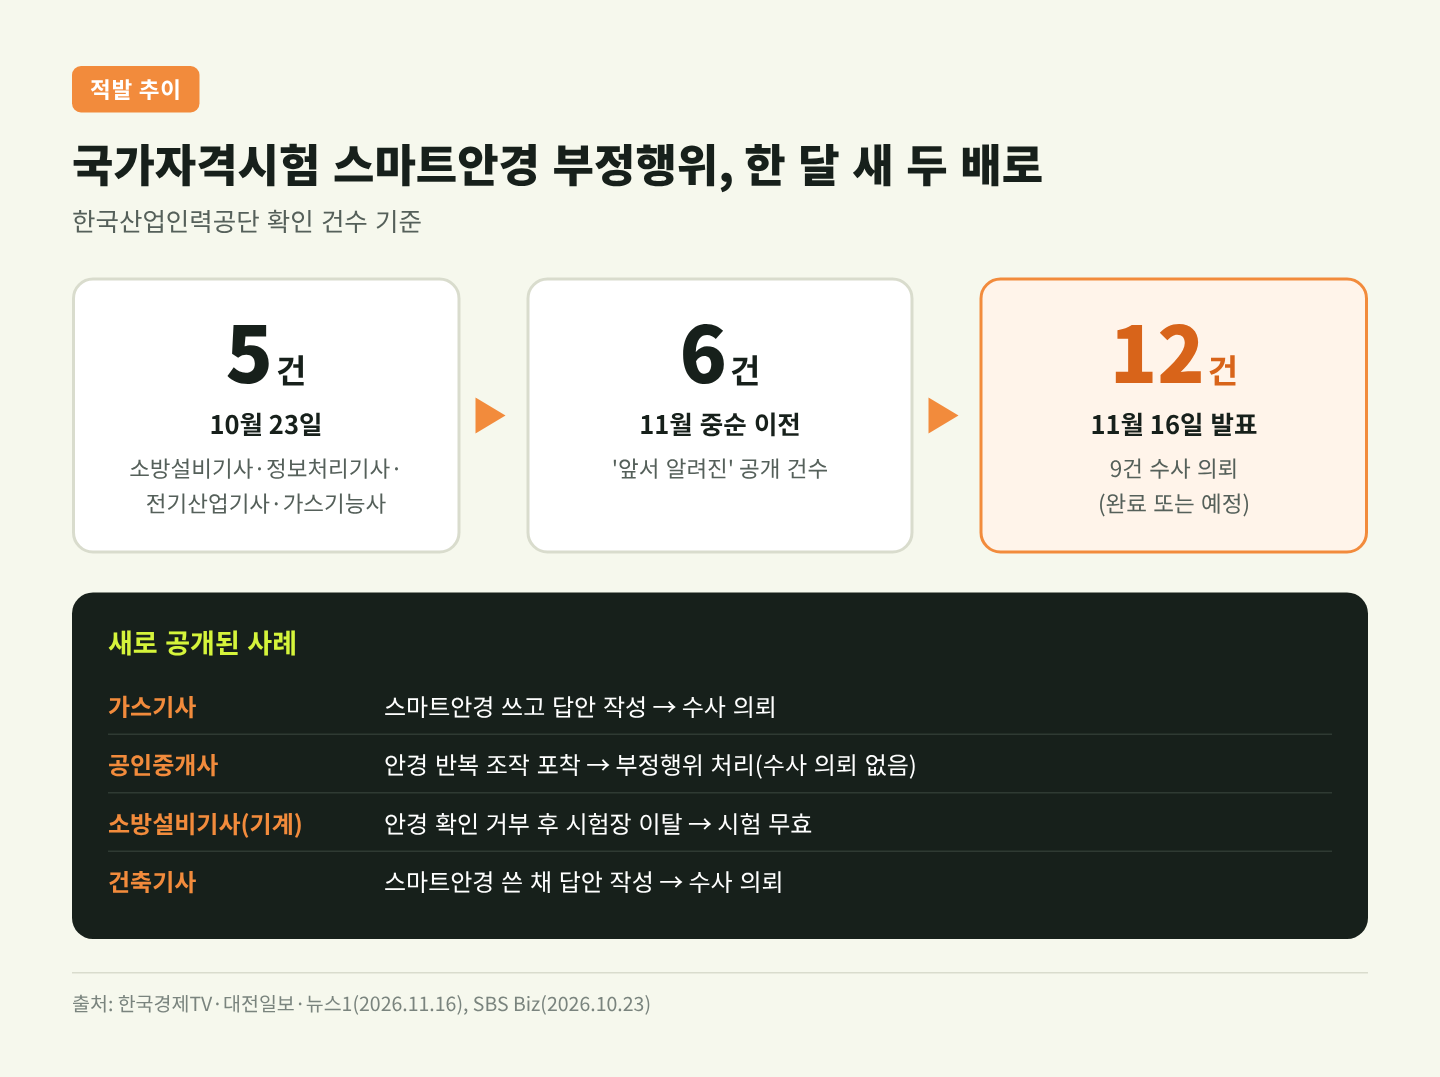 적발 추이
국가자격시험 스마트안경 부정행위, 한 달 새 두 배로
한국산업인력공단 확인 건수 기준
5건
10월 23일
소방설비기사·정보처리기사·
전기산업기사·가스기능사
6건
11월 중순 이전
'앞서 알려진' 공개 건수
12건
11월 16일 발표
9건 수사 의뢰
(완료 또는 예정)
새로 공개된 사례
가스기사 스마트안경 쓰고 답안 작성 → 수사 의뢰
공인중개사 안경 반복 조작 포착 → 부정행위 처리(수사 의뢰 없음)
소방설비기사(기계) 안경 확인 거부 후 시험장 이탈 → 시험 무효
건축기사 스마트안경 쓴 채 답안 작성 → 수사 의뢰
출처: 한국경제TV·대전일보·뉴스1(2026.11.16), SBS Biz(2026.10.23)